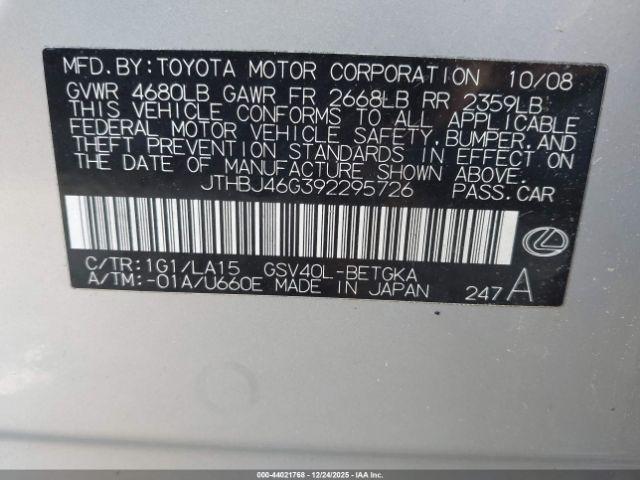 MFD.BY:TOYOTA MOTOR CORPORATION 10/08
GVWR 4680LB GAWR FR 2668LB RR 2359LB
THIS VEHICLE CONFORMS TO ALL APPLICABLE
FEDERAL MOTOR VEHICLE SAFETY,BUMPER,AND
THEFT PREVENTION STANDARDS IN EFFECT ON
THE DATE OF MANUFACTURE SHOWN ABOVE.
JTHBJ46G392295726 PASS.CAR
C/TR:1G1/LA15 GSV40L-BETGKA
A/TM:-01A/U660E MADE IN JAPAN 247A
000-44021768 - 12/24/2025 - IAA Inc.